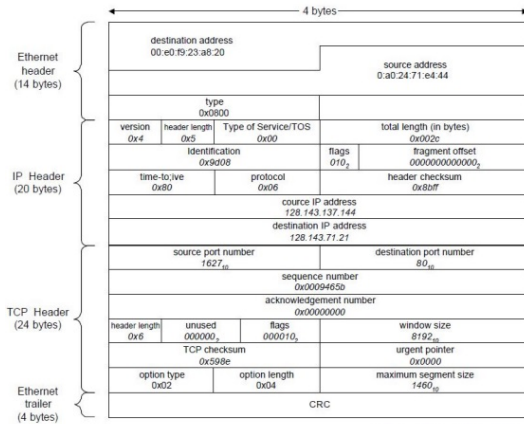 4 bytes
Ethernet header (14 bytes)
destination address
00:e0:f9:23:a8:20
source address
0:a0:24:71:e4:44
type
0x0800
IP Header (20 bytes)
version
0x4
header length
0x5
Type of Service/TOS
0x00
total length (in bytes)
0x002c
Identification
0x9d08
flags
010₂
fragment offset
0000000000000₂
time-to;ive
0x80
protocol
0x06
header checksum
0x8bff
cource IP address
128.143.137.144
destination IP address
128.143.71.21
TCP Header (24 bytes)
source port number
1627₁₀
destination port number
80₁₀
sequence number
0x0009465b
acknowledgement number
0x00000000
header length
0x6
unused
000000₂
flags
000010₂
window size
8192₁₀
TCP checksum
0x598e
urgent pointer
0x0000
option type
0x02
option length
0x04
maximum segment size
1460₁₀
Ethernet trailer (4 bytes)
CRC